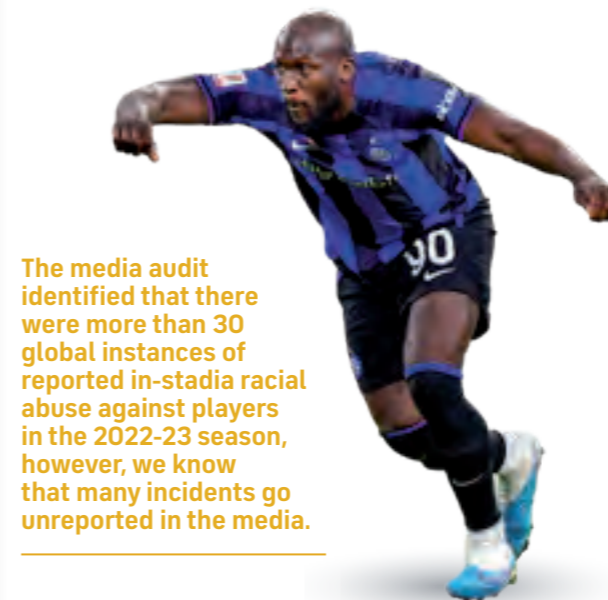 The media audit
identified that there
were more than 30
global instances of
reported in-stadia racial
abuse against players
in the 2022-23 season,
however, we know
that many incidents go
unreported in the media.
90